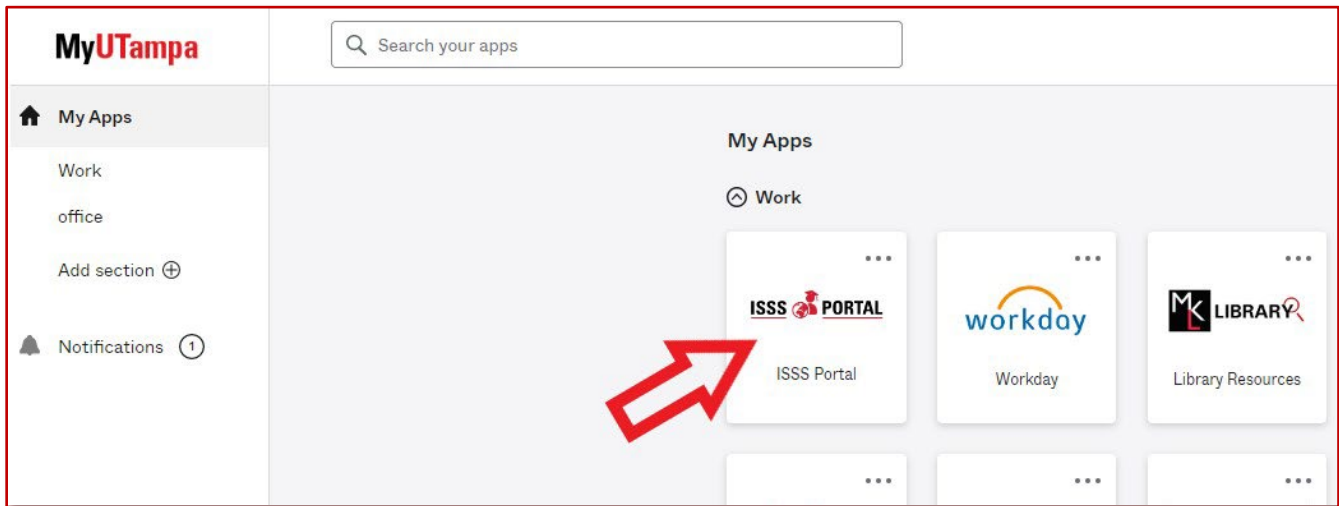 MyUTampa
Search your apps
My Apps
Work
office
Add section
Notifications 1
My Apps
Work
ISSS PORTAL
ISSS Portal
workday
Workday
MKL LIBRARY
Library Resources